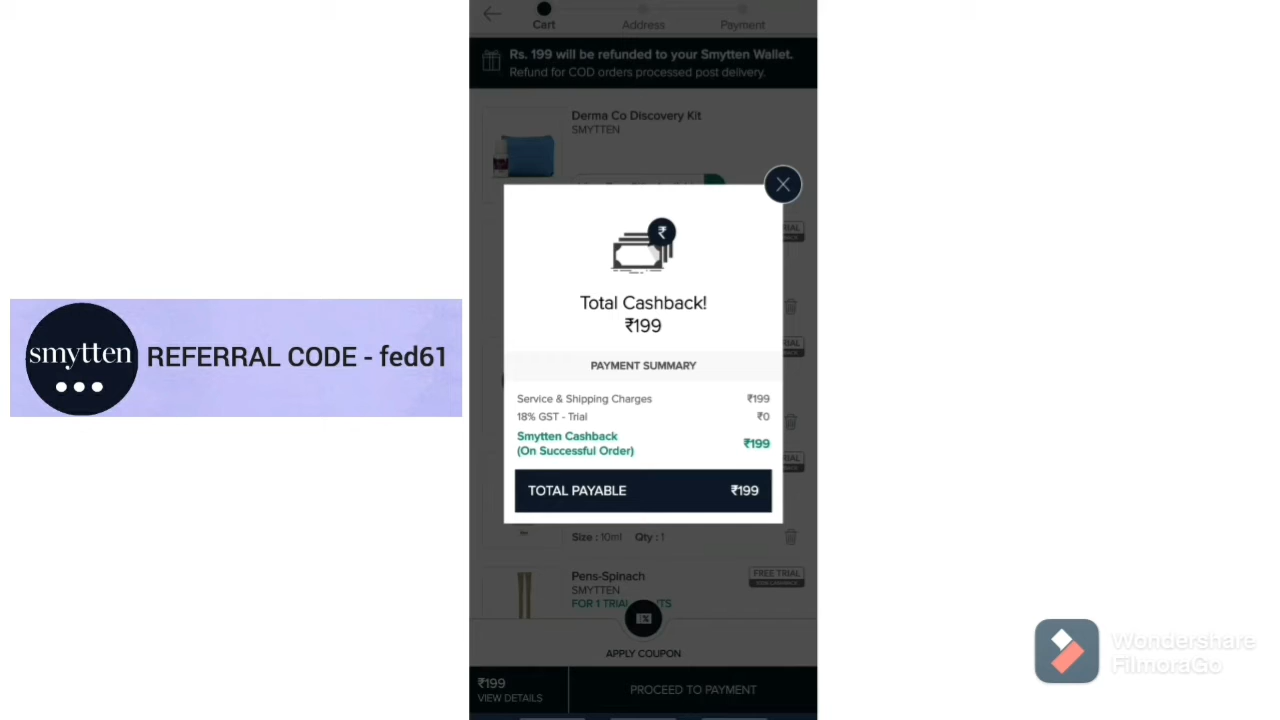 Cart
Address
Payment
Rs. 199 will be refunded to your Smytten Wallet.
Refund for COD orders processed post delivery.
Derma Co Discovery Kit
SMYTTEN
Total Cashback!
₹199
PAYMENT SUMMARY
Service & Shipping Charges ₹199
18% GST - Trial ₹0
Smytten Cashback
(On Successful Order) ₹199
TOTAL PAYABLE ₹199
smytten
REFERRAL CODE - fed61
Size : 10ml Qty : 1
Pens-Spinach
SMYTTEN
FOR 1 TRIAL
FREE TRIAL
APPLY COUPON
₹199
VIEW DETAILS
PROCEED TO PAYMENT
Wondershare
FilmoraGo